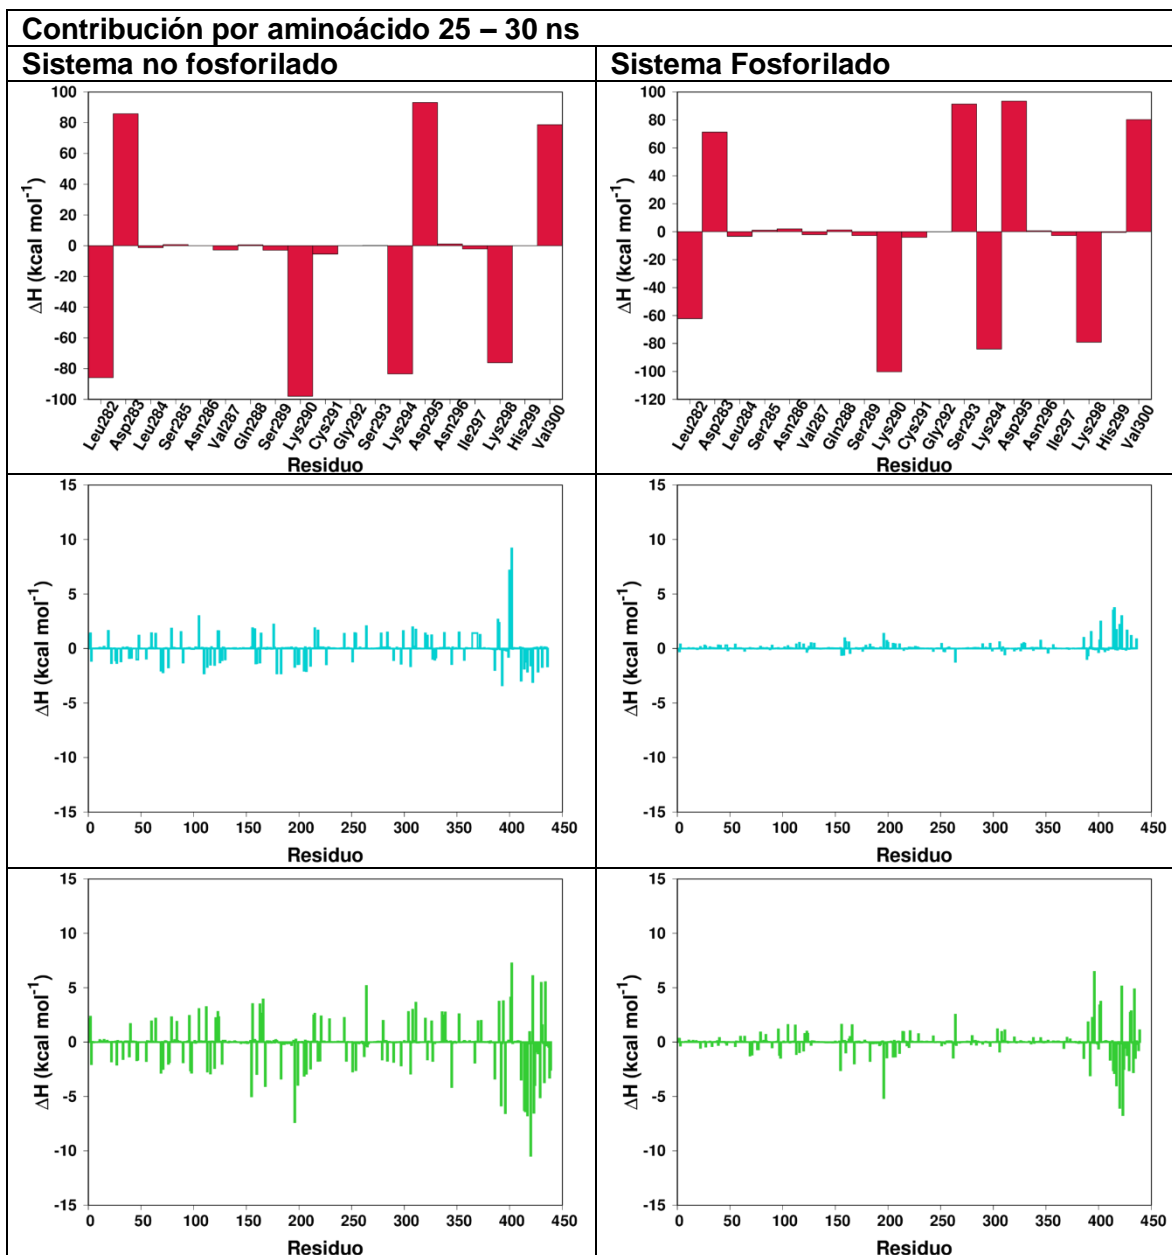 Contribución por aminoácido 25 – 30 ns
Sistema no fosforilado
Sistema Fosforilado
100
80
60
40
20
0
-20
-40
-60
-80
-100
ΔH (kcal mol⁻¹)
Leu282
Asp283
Leu284
Ser285
Asn286
Val287
Gln288
Ser289
Lys290
Cys291
Gly292
Ser293
Lys294
Asp295
Asn296
Ile297
Lys298
His299
Val300
Residuo
100
80
60
40
20
0
-20
-40
-60
-80
-100
-120
ΔH (kcal mol⁻¹)
Leu282
Asp283
Leu284
Ser285
Asn286
Val287
Gln288
Ser289
Lys290
Cys291
Gly292
Ser293
Lys294
Asp295
Asn296
Ile297
Lys298
His299
Val300
Residuo
15
10
5
0
-5
-10
-15
ΔH (kcal mol⁻¹)
0 50 100 150 200 250 300 350 400 450
Residuo
15
10
5
0
-5
-10
-15
ΔH (kcal mol⁻¹)
0 50 100 150 200 250 300 350 400 450
Residuo
15
10
5
0
-5
-10
-15
ΔH (kcal mol⁻¹)
0 50 100 150 200 250 300 350 400 450
Residuo
15
10
5
0
-5
-10
-15
ΔH (kcal mol⁻¹)
0 50 100 150 200 250 300 350 400 450
Residuo